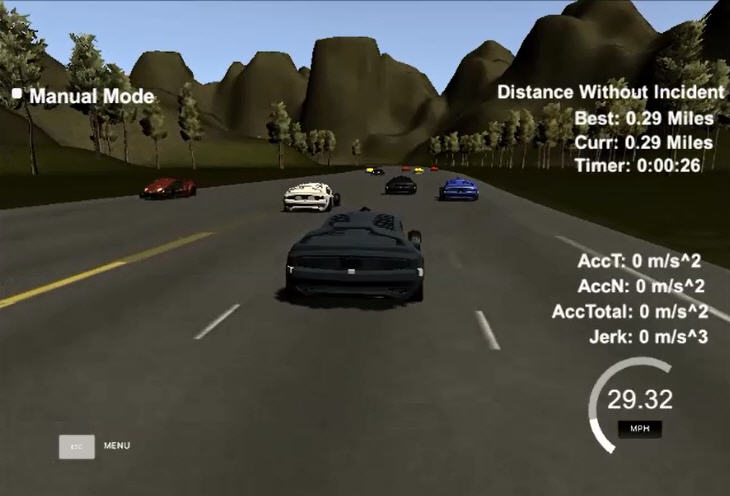 Manual Mode
Distance Without Incident
Best: 0.29 Miles
Curr: 0.29 Miles
Timer: 0:00:26
AccT: 0 m/s^2
AccN: 0 m/s^2
AccTotal: 0 m/s^2
Jerk: 0 m/s^3
29.32
MPH
ESC MENU